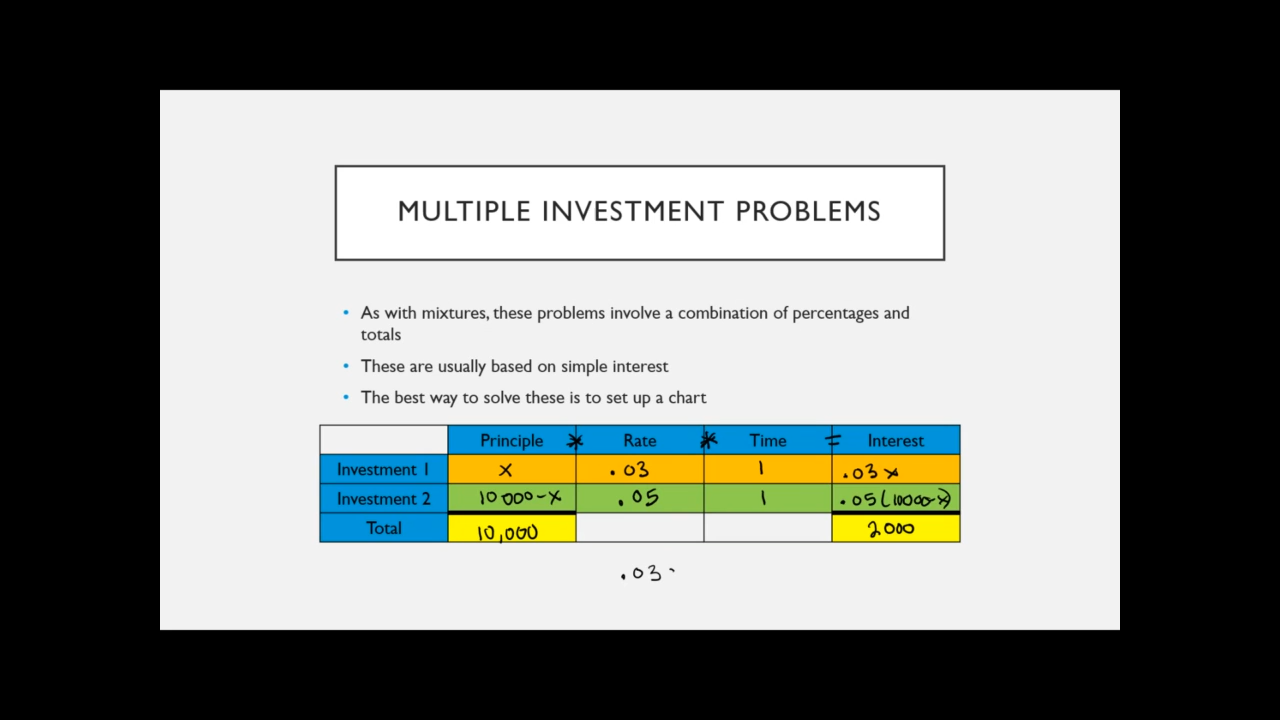 MULTIPLE INVESTMENT PROBLEMS
• As with mixtures, these problems involve a combination of percentages and
totals
• These are usually based on simple interest
• The best way to solve these is to set up a chart
Principle * Rate * Time = Interest
Investment 1 x .03 1 .03x
Investment 2 10000-x .05 1 .05(10000-x)
Total 10,000 2000
.03